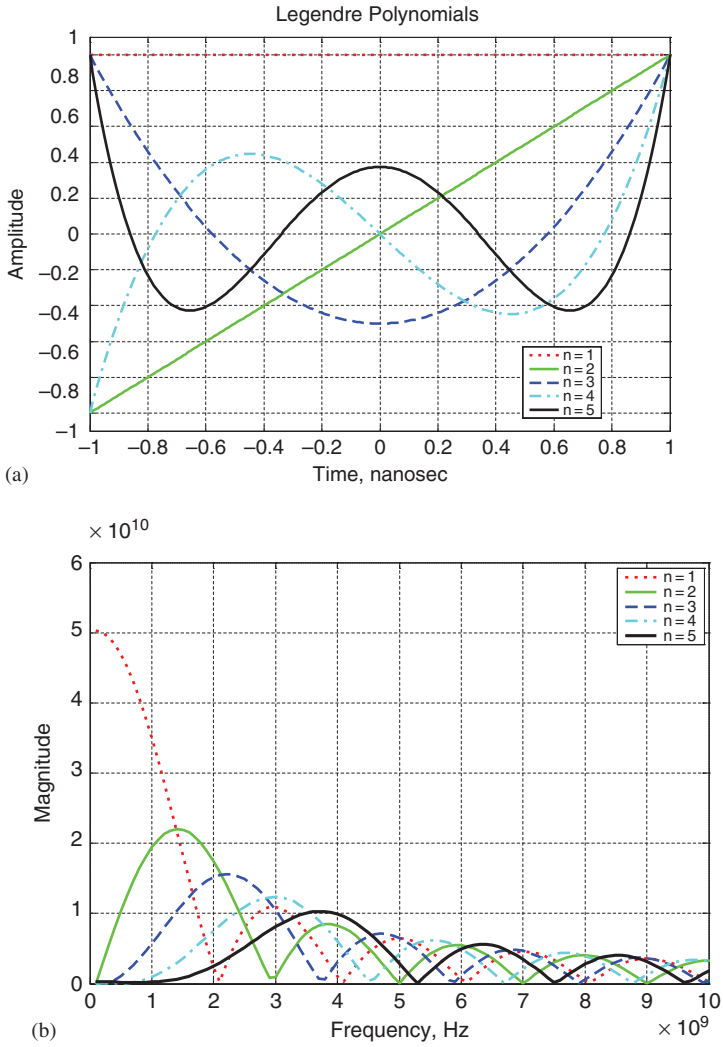 Legendre Polynomials
1
0.8
0.6
0.4
0.2
0
−0.2
−0.4
−0.6
−0.8
−1
Amplitude
n = 1
n = 2
n = 3
n = 4
n = 5
−1 −0.8 −0.6 −0.4 −0.2 0 0.2 0.4 0.6 0.8 1
Time, nanosec
(a)
× 10^10
6
5
4
3
2
1
0
Magnitude
n = 1
n = 2
n = 3
n = 4
n = 5
0 1 2 3 4 5 6 7 8 9 10
Frequency, Hz
× 10^9
(b)